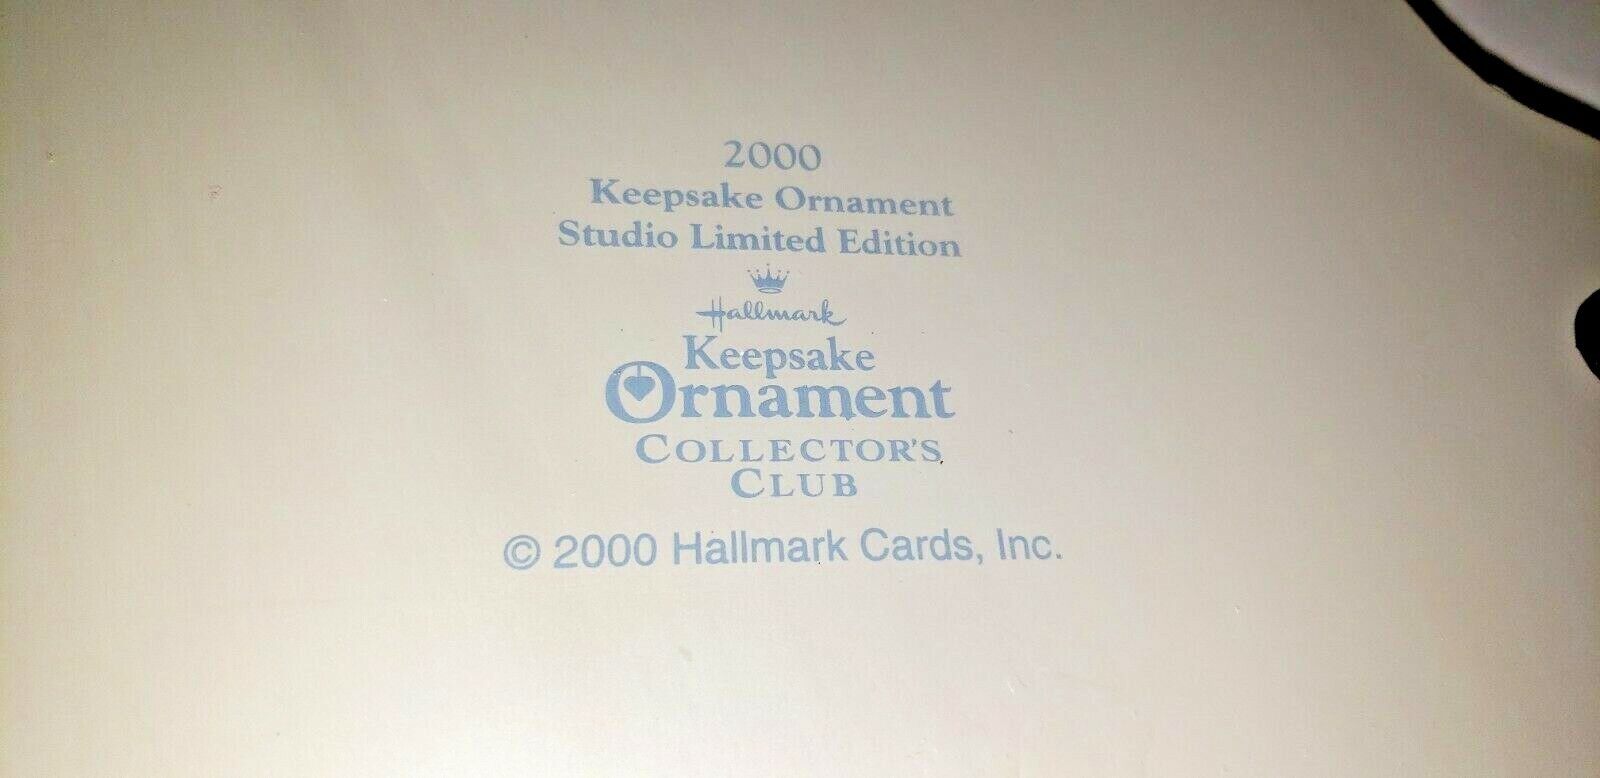 2000
Keepsake Ornament
Studio Limited Edition
Hallmark
Keepsake
Ornament
COLLECTOR'S
CLUB
© 2000 Hallmark Cards, Inc.